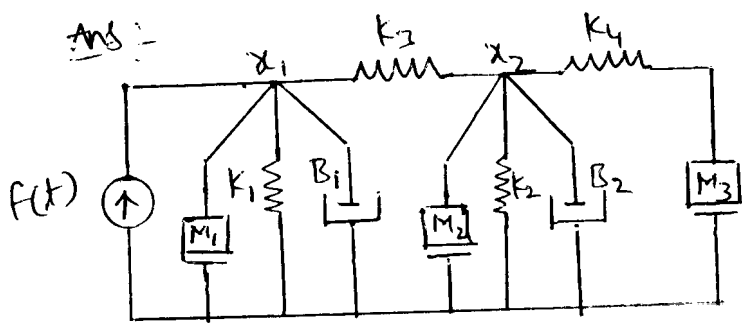 Ans :-
x₁ K₃ x₂ K₄
f(t) M₁ K₁ B₁ M₂ K₂ B₂ M₃